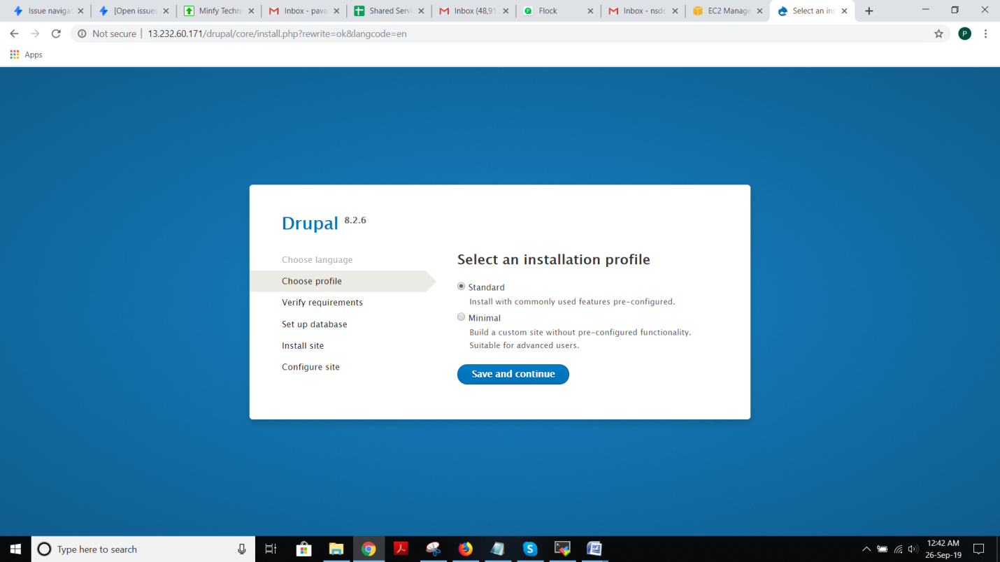 Issue navigat
[Open issues
Minfy Techn
Inbox - pava
Shared Servi
Inbox (48,91
Flock
Inbox - nsdc
EC2 Manage
Select an ins
Not secure | 13.232.60.171/drupal/core/install.php?rewrite=ok&langcode=en
P
Apps
Drupal 8.2.6
Choose language
Choose profile
Verify requirements
Set up database
Install site
Configure site
Select an installation profile
Standard
Install with commonly used features pre-configured.
Minimal
Build a custom site without pre-configured functionality.
Suitable for advanced users.
Save and continue
Type here to search
12:42 AM
26-Sep-19